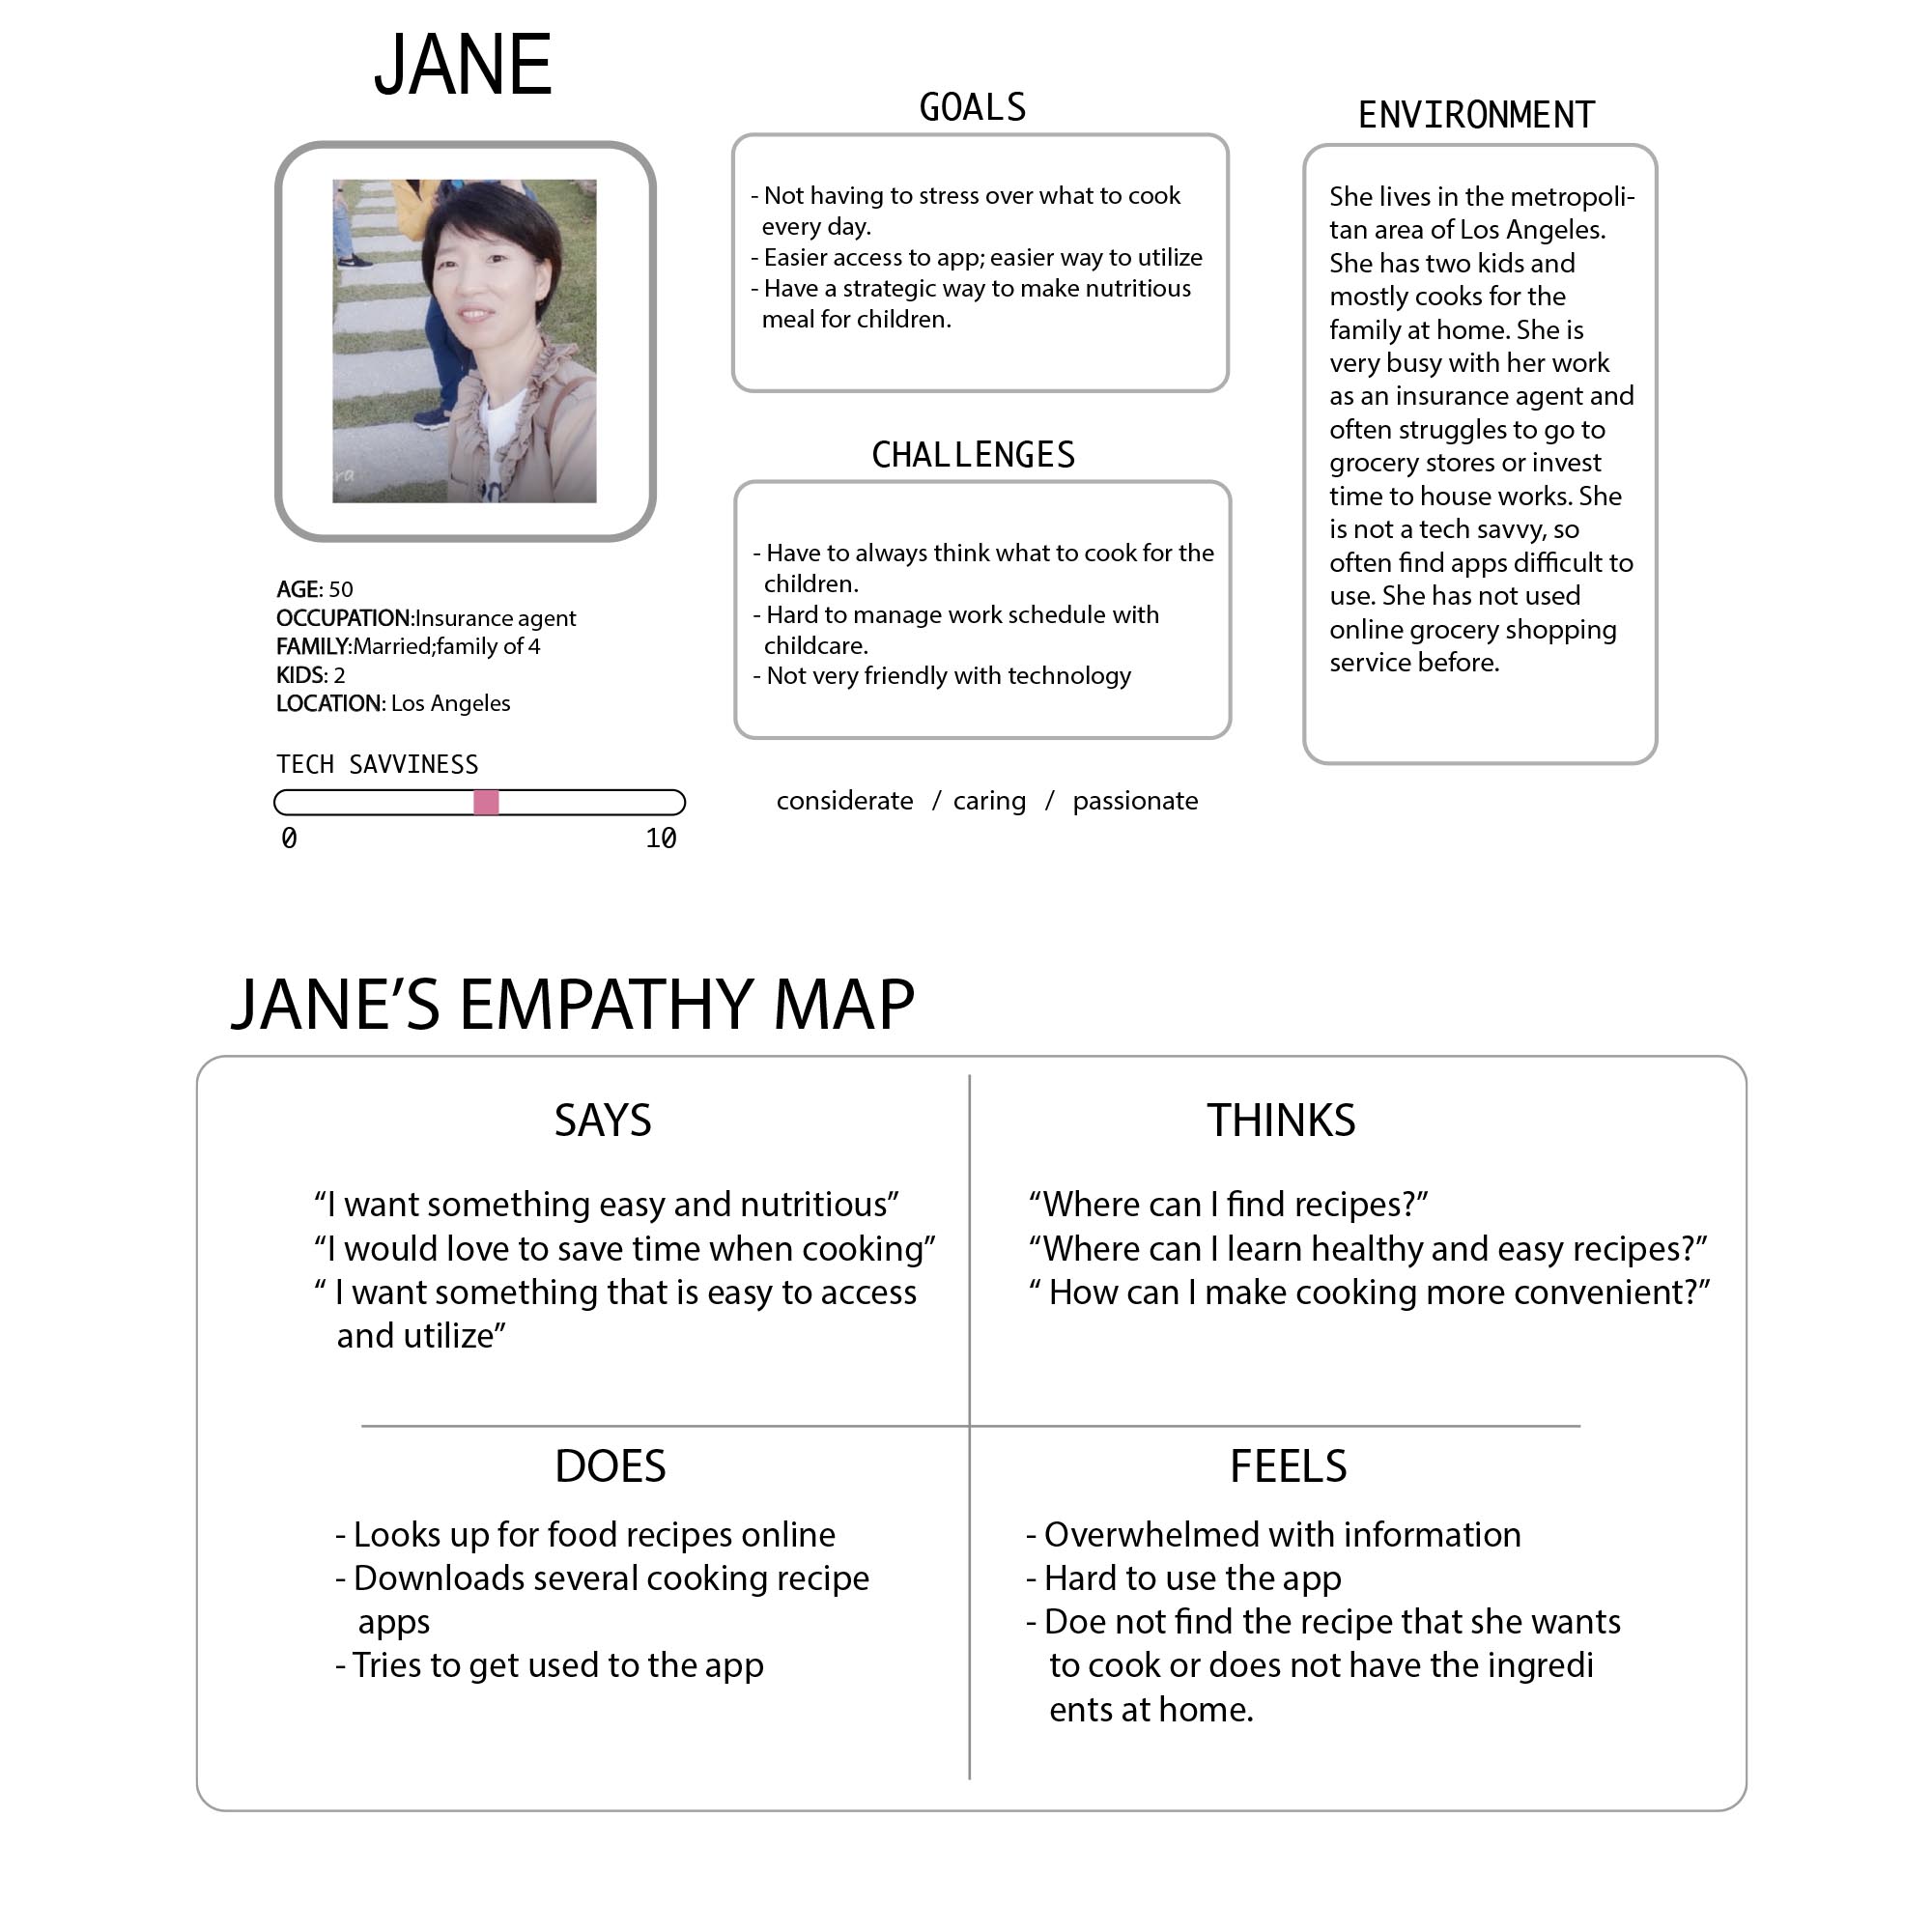 JANE
AGE: 50
OCCUPATION:Insurance agent
FAMILY:Married;family of 4
KIDS: 2
LOCATION: Los Angeles
TECH SAVVINESS
0
10
GOALS
- Not having to stress over what to cook
every day.
- Easier access to app; easier way to utilize
- Have a strategic way to make nutritious
meal for children.
CHALLENGES
- Have to always think what to cook for the
children.
- Hard to manage work schedule with
childcare.
- Not very friendly with technology
considerate / caring / passionate
ENVIRONMENT
She lives in the metropoli-
tan area of Los Angeles.
She has two kids and
mostly cooks for the
family at home. She is
very busy with her work
as an insurance agent and
often struggles to go to
grocery stores or invest
time to house works. She
is not a tech savvy, so
often find apps difficult to
use. She has not used
online grocery shopping
service before.
JANE’S EMPATHY MAP
SAYS
“I want something easy and nutritious”
“I would love to save time when cooking”
“ I want something that is easy to access
and utilize”
THINKS
“Where can I find recipes?”
“Where can I learn healthy and easy recipes?”
“ How can I make cooking more convenient?”
DOES
- Looks up for food recipes online
- Downloads several cooking recipe
apps
- Tries to get used to the app
FEELS
- Overwhelmed with information
- Hard to use the app
- Doe not find the recipe that she wants
to cook or does not have the ingredi
ents at home.